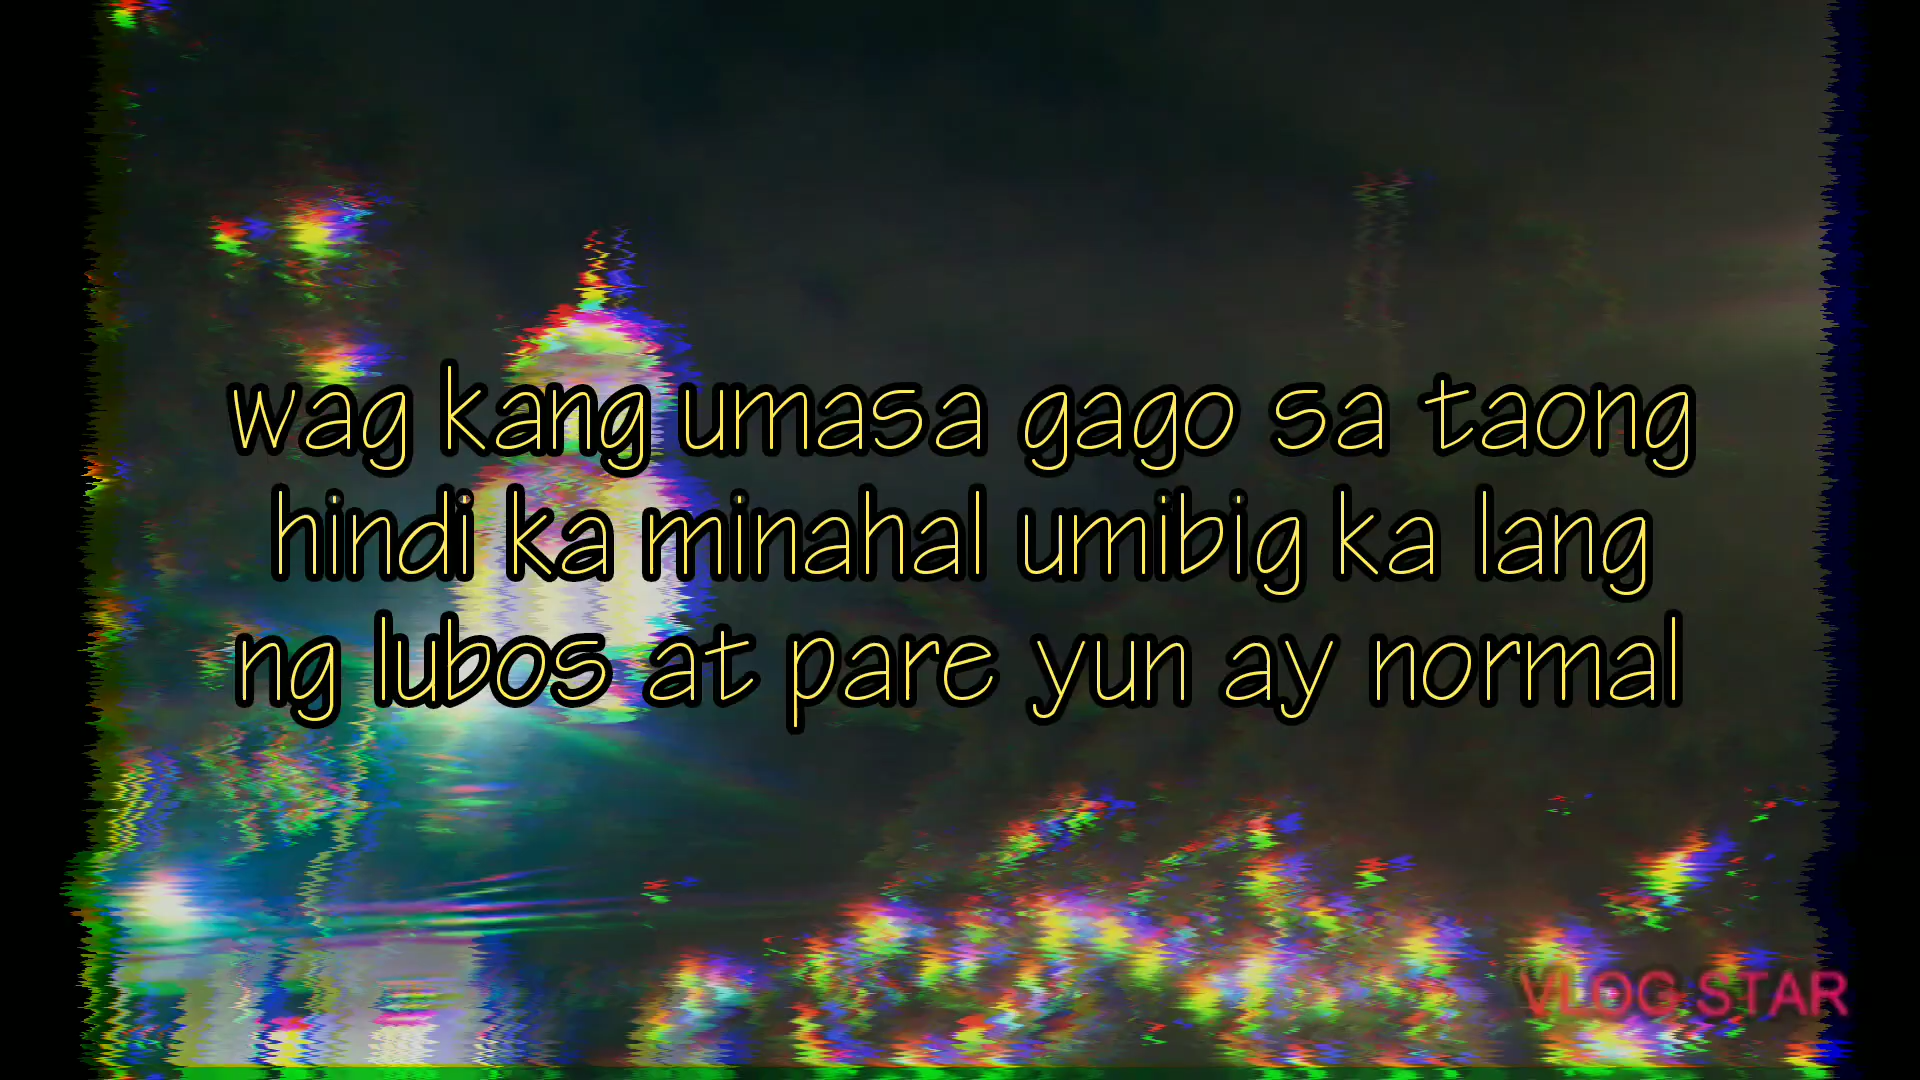 wag kang umasa gago sa taong
hindi ka minahal umibig ka lang
ng lubos at pare yun ay normal
VLOG STAR